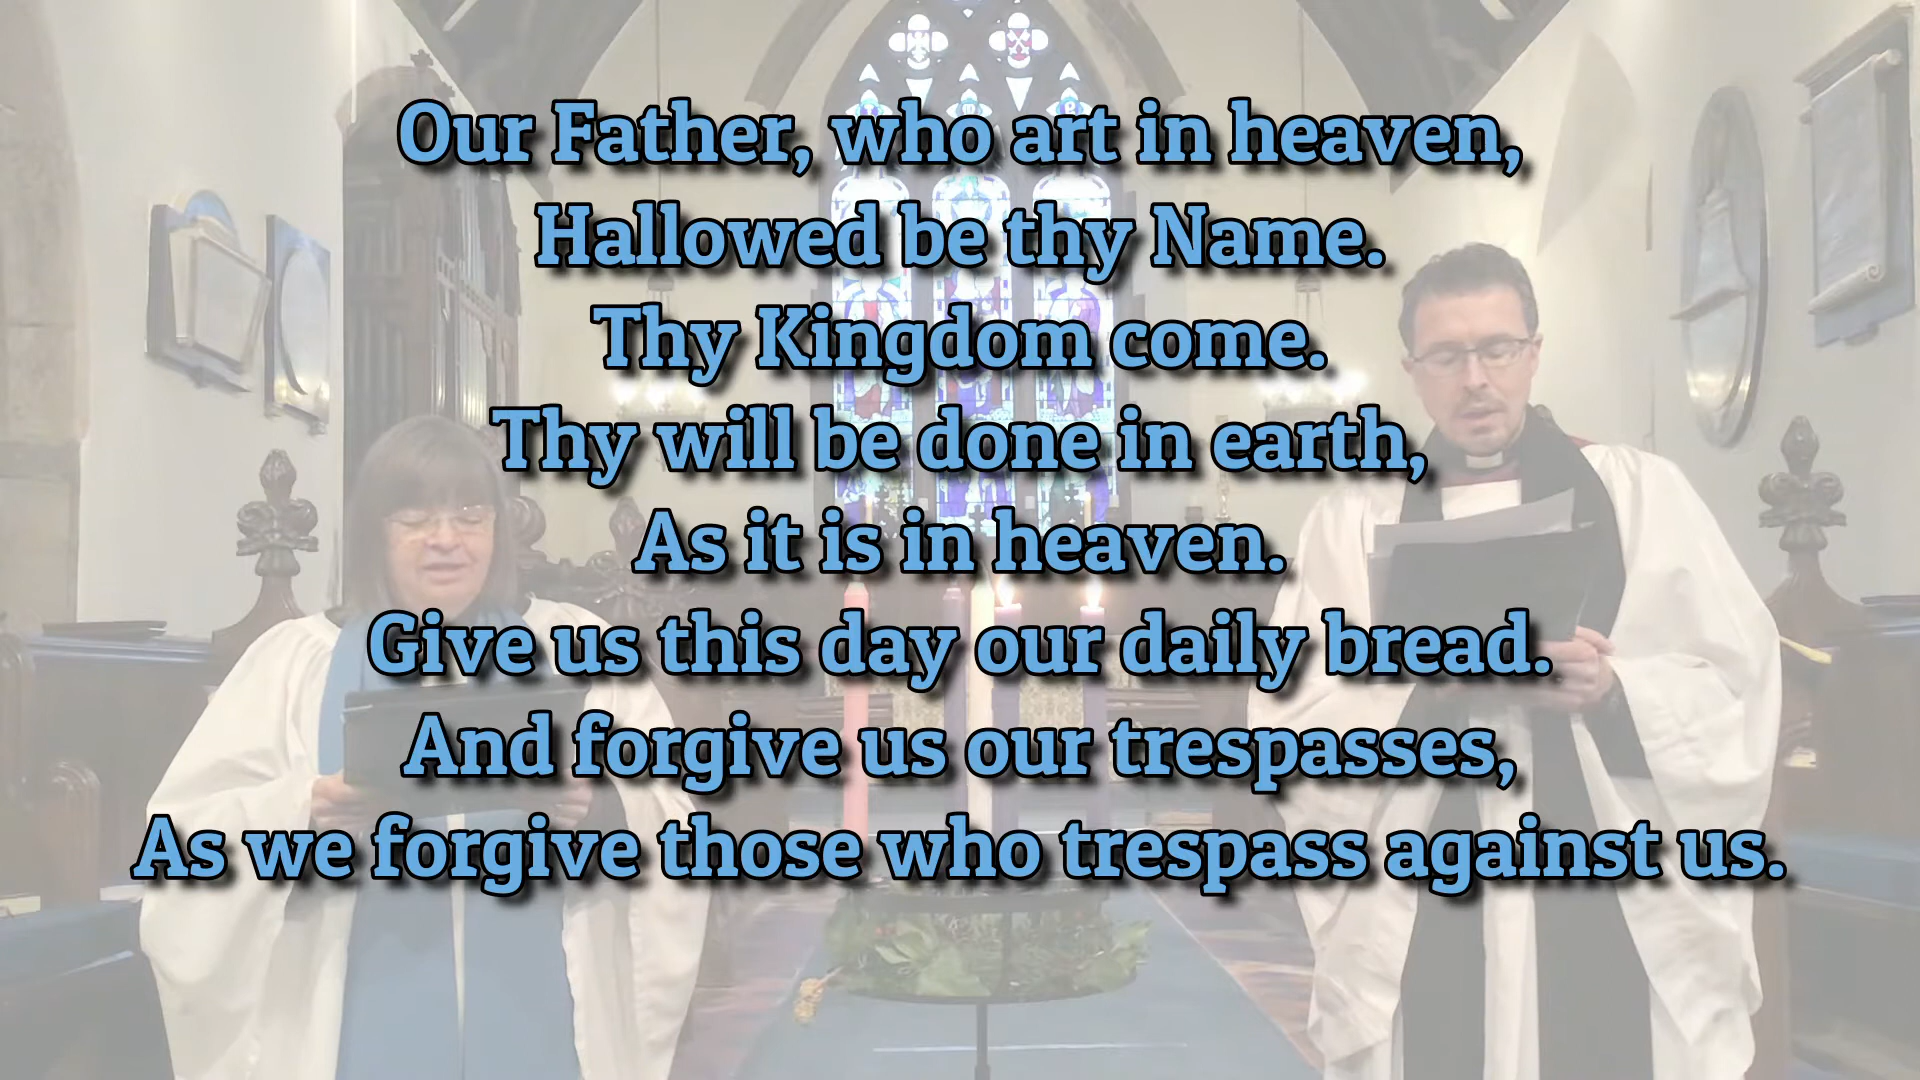 Our Father, who art in heaven,
Hallowed be thy Name.
Thy Kingdom come.
Thy will be done in earth,
As it is in heaven.
Give us this day our daily bread.
And forgive us our trespasses,
As we forgive those who trespass against us.